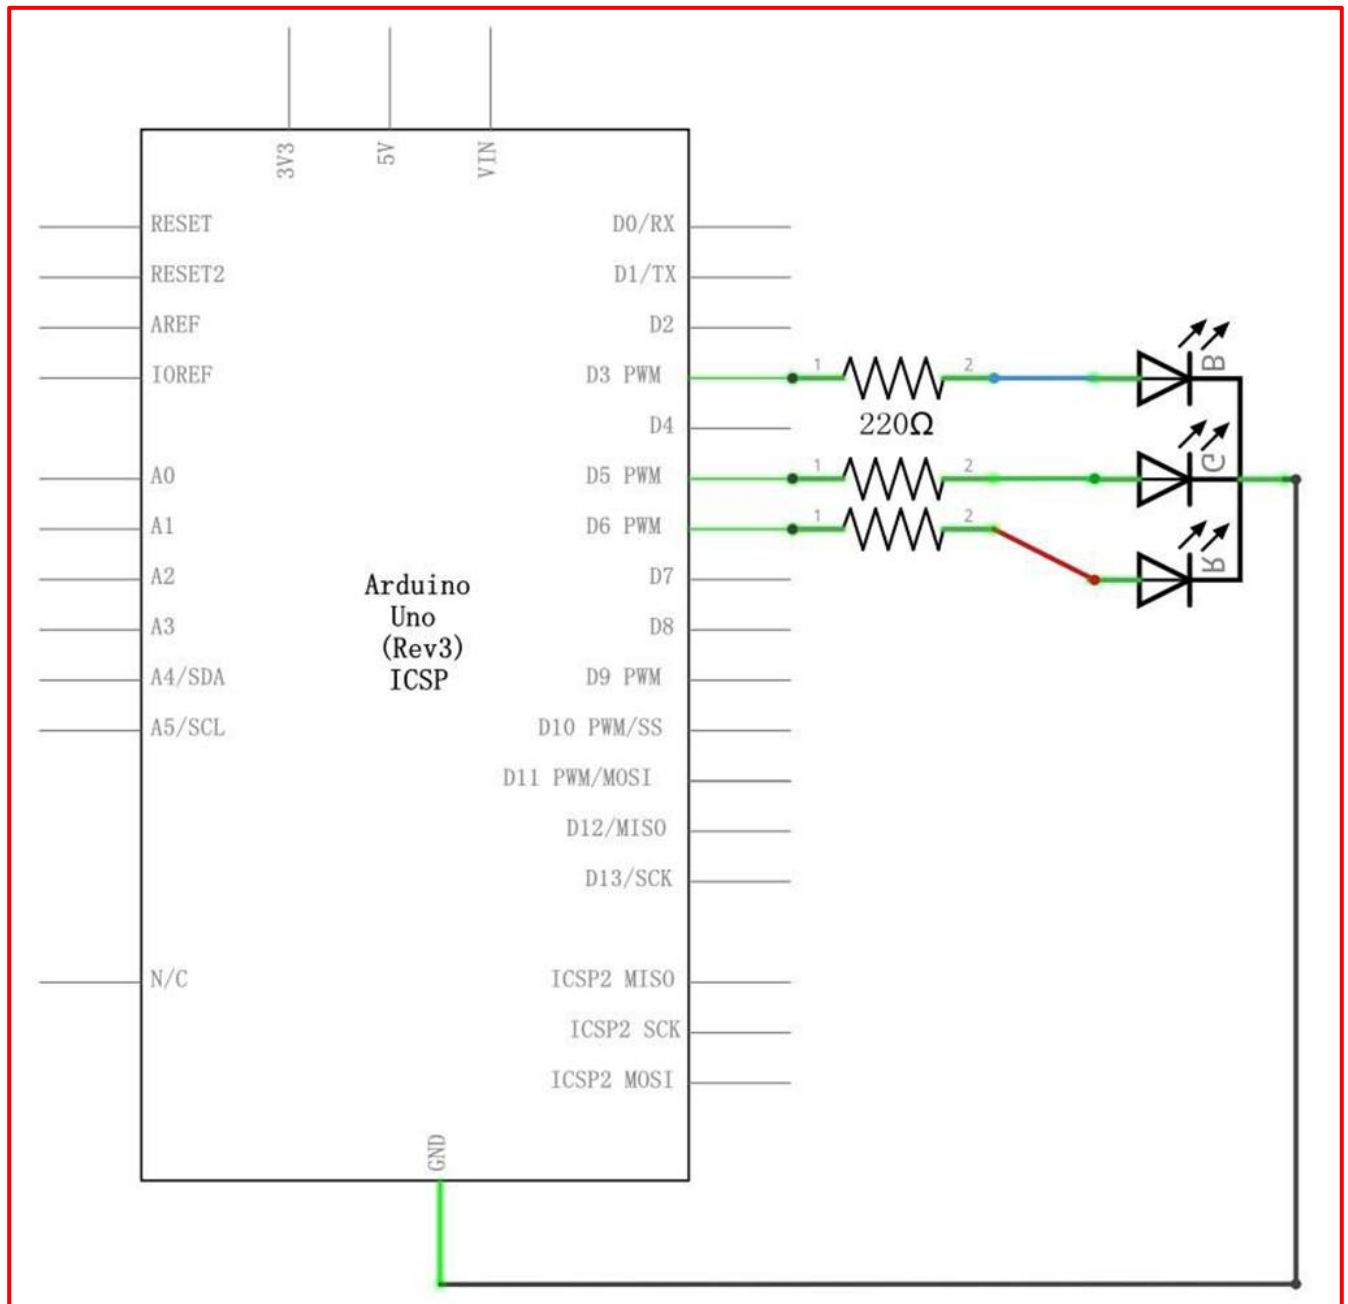 3V3
5V
VIN
RESET
D0/RX
RESET2
D1/TX
AREF
D2
IOREF
D3 PWM
1
2
B
220Ω
D4
A0
D5 PWM
1
2
G
A1
D6 PWM
1
2
R
A2
D7
A3
D8
Arduino
Uno
(Rev3)
ICSP
A4/SDA
D9 PWM
A5/SCL
D10 PWM/SS
D11 PWM/MOSI
D12/MISO
D13/SCK
N/C
ICSP2 MISO
ICSP2 SCK
ICSP2 MOSI
GND